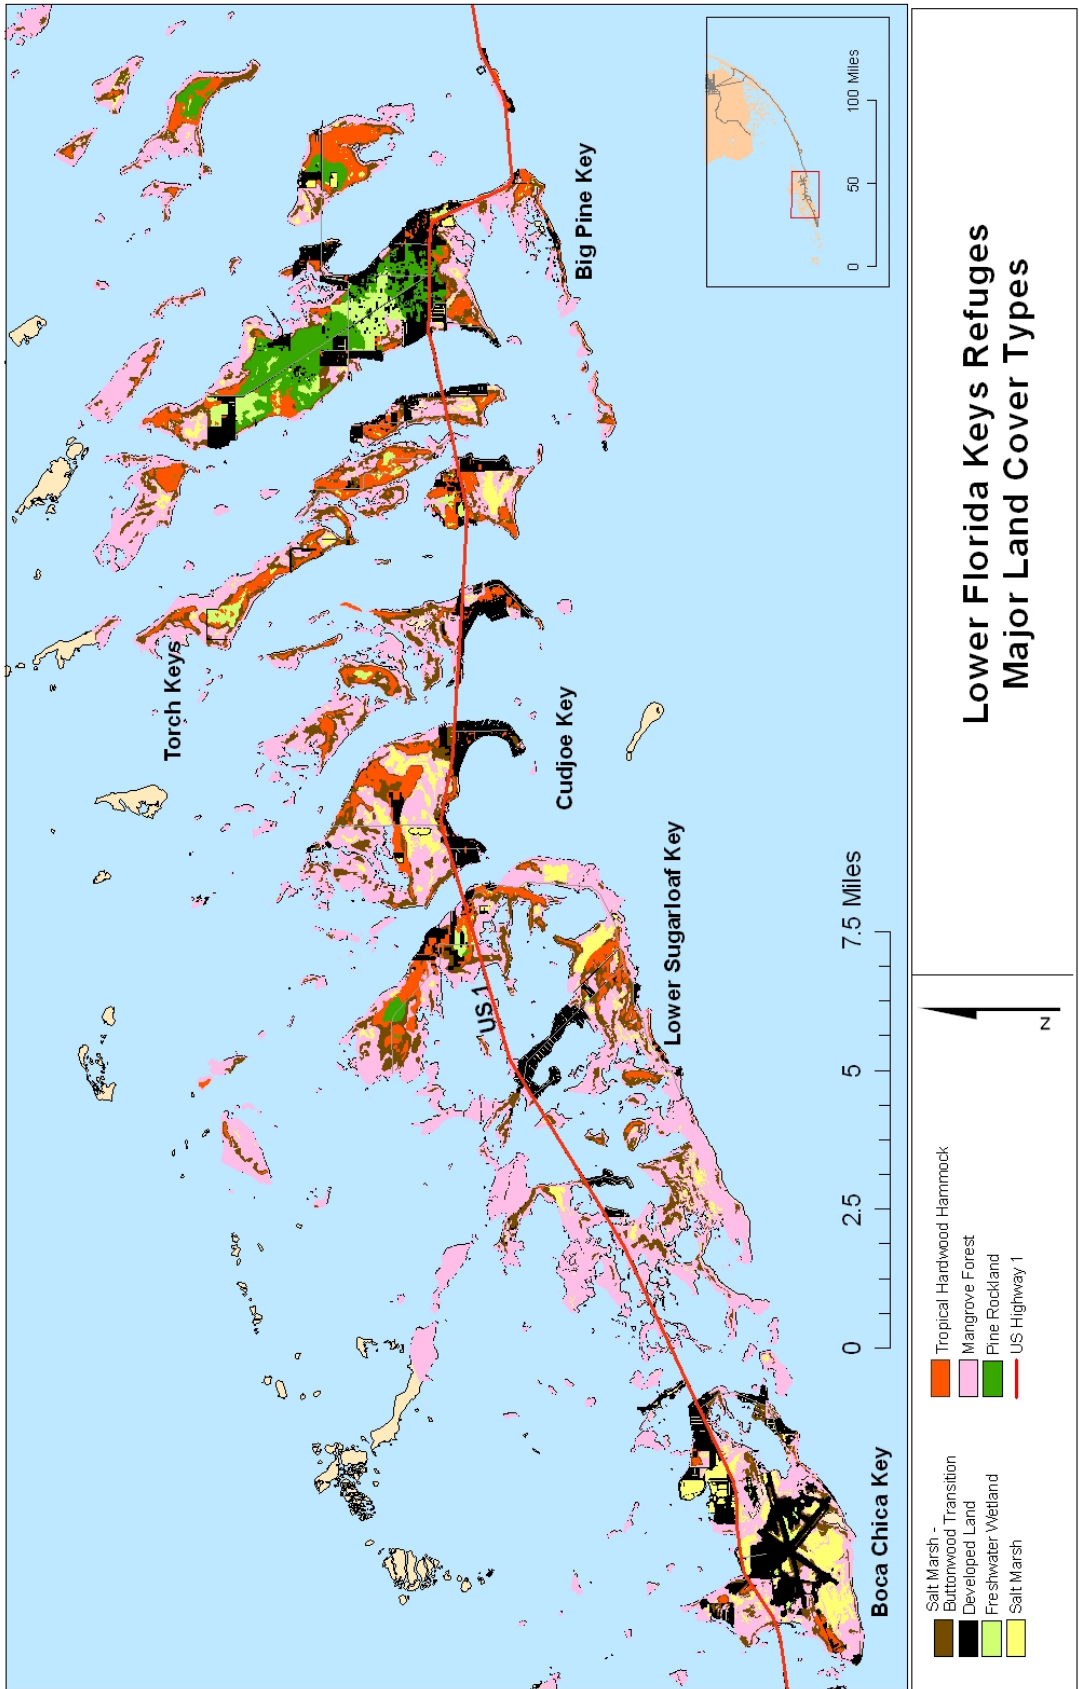 Lower Florida Keys Refuges
Major Land Cover Types
Torch Keys
Big Pine Key
Cudjoe Key
Lower Sugarloaf Key
Boca Chica Key
US 1
0 2.5 5 7.5 Miles
0 50 100 Miles
Salt Marsh -
Buttonwood Transition
Developed Land
Freshwater Wetland
Salt Marsh
Tropical Hardwood Hammock
Mangrove Forest
Pine Rockland
US Highway 1
N